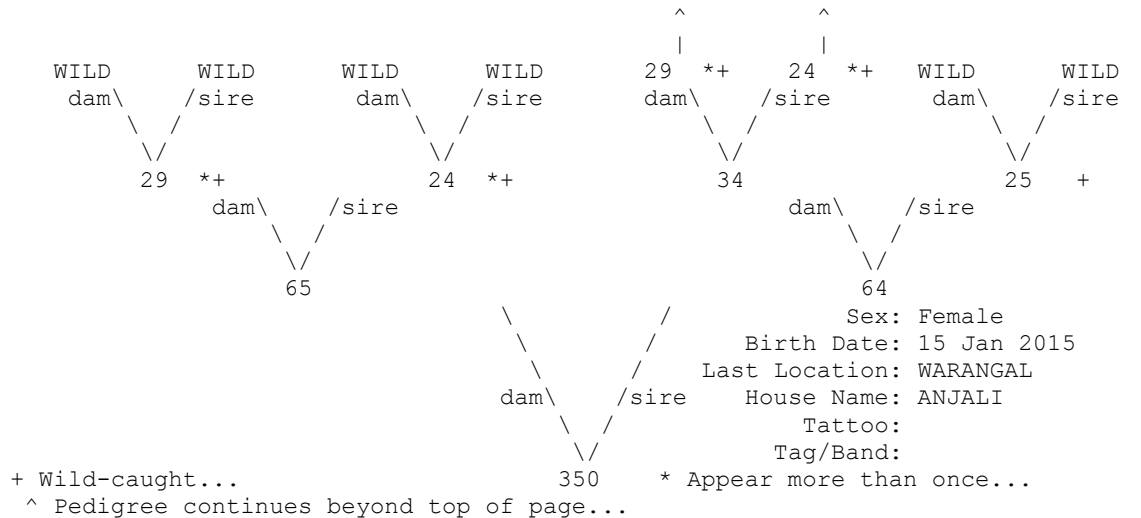 ^ ^
| |
WILD WILD WILD WILD 29 *+ 24 *+ WILD WILD
dam\ /sire dam\ /sire dam\ /sire dam\ /sire
\ / \ / \ / \ /
\/ \/ \/ \/
29 *+ 24 *+ 34 25 +
dam\ /sire dam\ /sire
\ / \ /
\/ \/
65 64
\ / Sex: Female
\ / Birth Date: 15 Jan 2015
\ / Last Location: WARANGAL
dam\ /sire House Name: ANJALI
\ / Tattoo:
\/ Tag/Band:
+ Wild-caught... 350 * Appear more than once...
^ Pedigree continues beyond top of page...